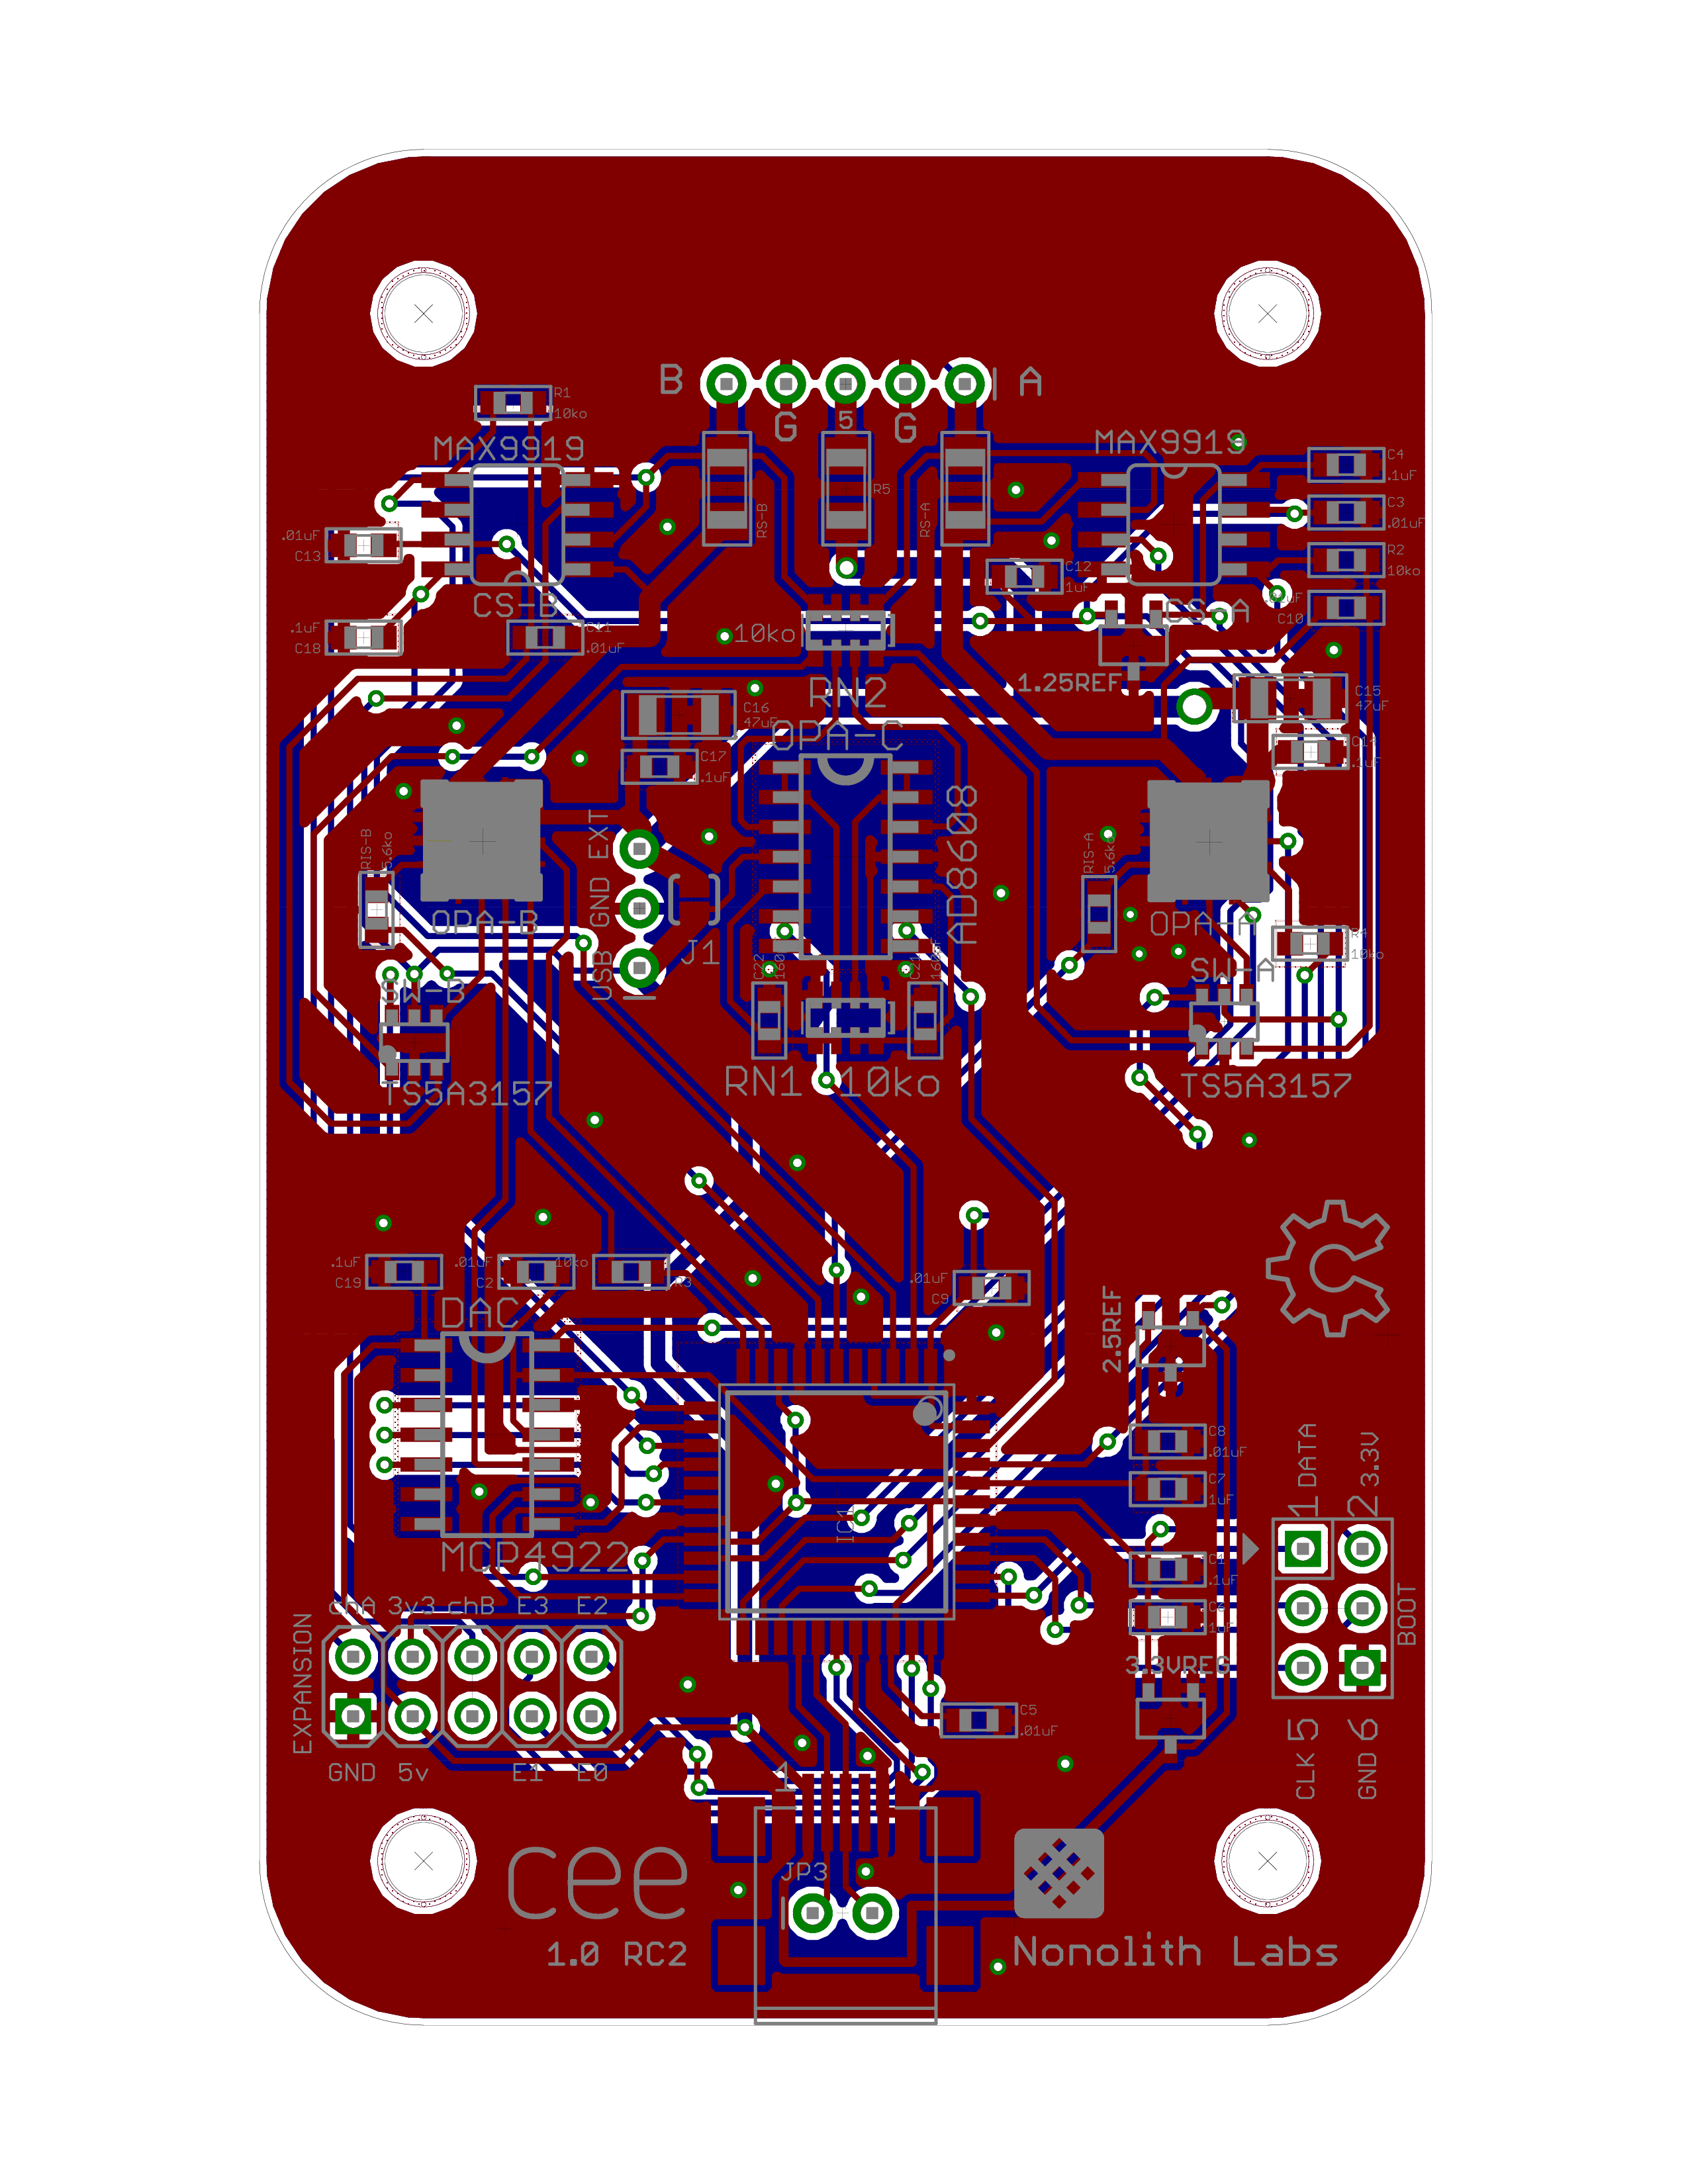 B
A
G
5
G
R1
10ko
MAX9919
MAX9919
C4
.1uF
C3
.01uF
R5
RS-B
RS-A
.01uF
C13
R2
10ko
C12
1uF
CS-B
CS-A
C10
.1uF
C18
C11
.01uF
10ko
1.25REF
RN2
C15
47uF
C16
47uF
OPA-C
C14
.1uF
C17
.1uF
AD8608
RIS-B
5.6ko
RIS-A
5.6ko
USB GND EXT
J1
OPA-B
OPA-A
R4
10ko
SW-B
SW-A
C22
C21
TS5A3157
TS5A3157
RN1 10ko
.1uF
C19
.01uF
C2
10ko
R3
.01uF
C9
DAC
2.5REF
C8
.01uF
C7
1uF
IC1
1 DATA
2 3.3v
MCP4922
C1
.1uF
C6
1uF
chA 3v3 chB E3 E2
EXPANSION
BOOT
3.3vREG
GND 5v E1 E0
C5
.01uF
CLK 5
GND 6
1
JP3
cee
1.0 RC2
Nonolith Labs